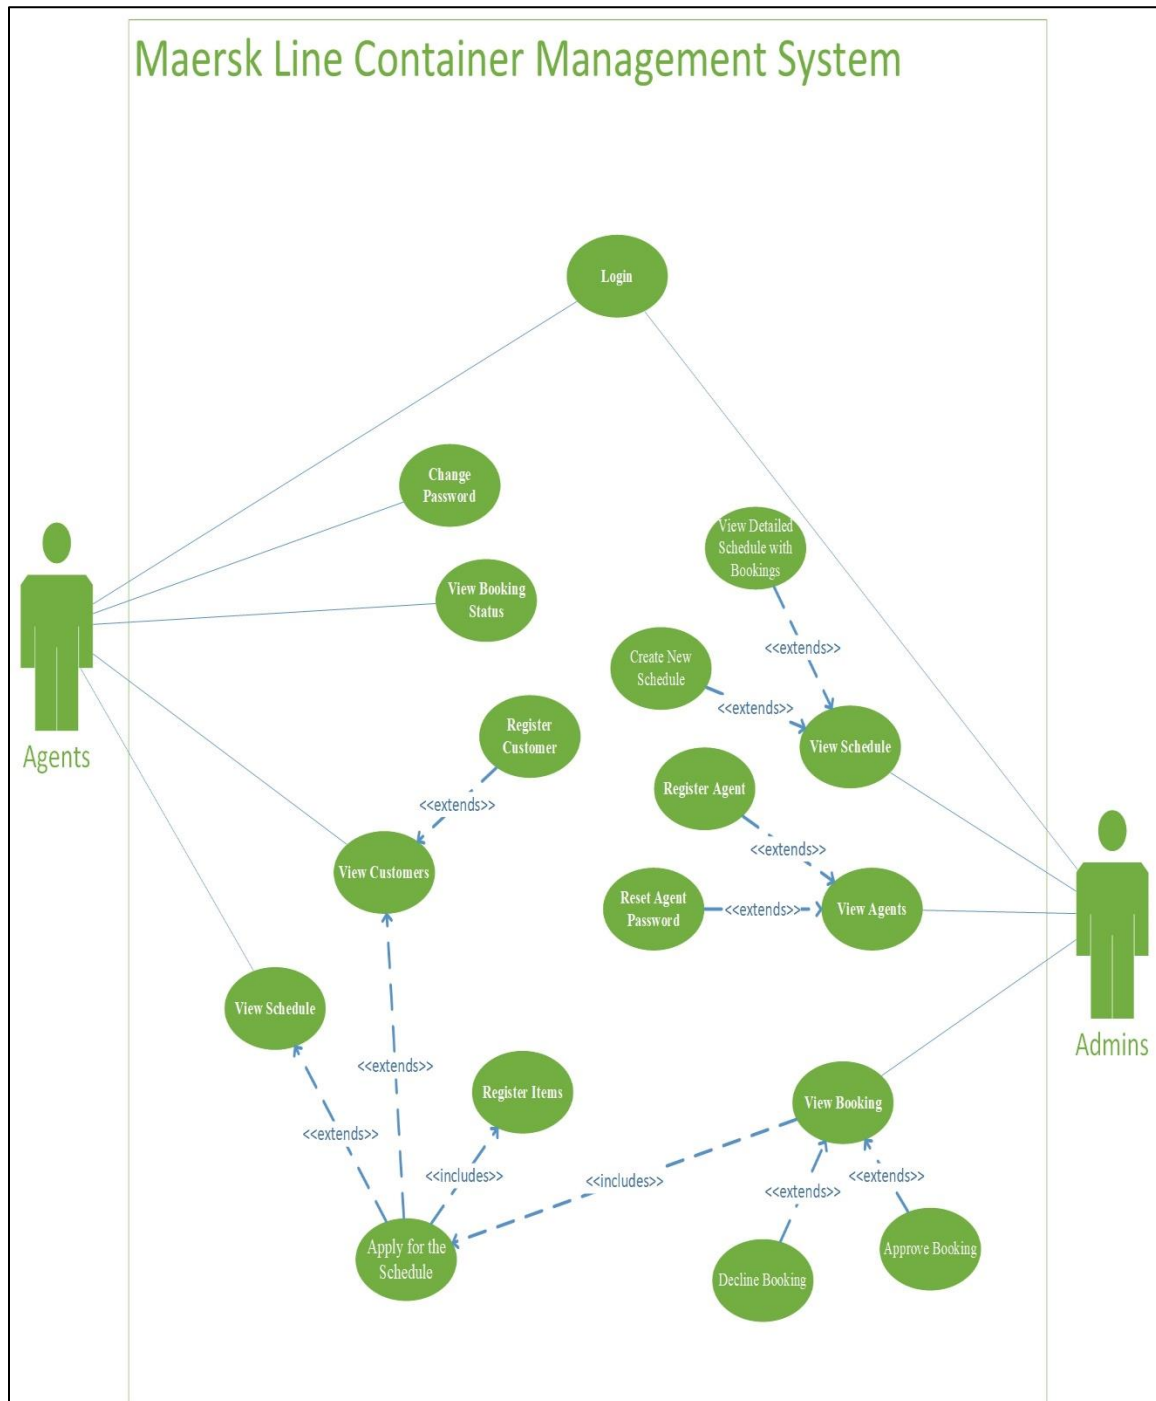 Maersk Line Container Management System
Login
Change
Password
View Detailed
Schedule with
Bookings
View Booking
Status
<<extends>>
Create New
Schedule
<<extends>>
Register
Customer
View Schedule
Agents
Register Agent
<<extends>>
<<extends>>
View Customers
Reset Agent
Password
<<extends>>
View Agents
View Schedule
Admins
<<extends>>
Register Items
View Booking
<<extends>>
<<includes>>
<<includes>>
<<extends>>
<<extends>>
Apply for the
Schedule
Approve Booking
Decline Booking